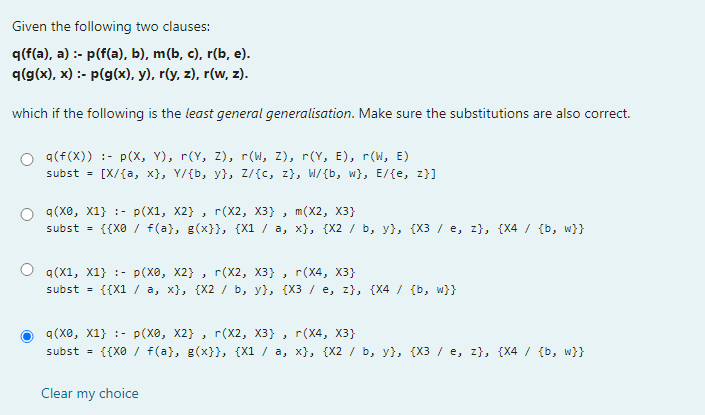 Given the following two clauses:
q(f(a), a) :- p(f(a), b), m(b, c), r(b, e).
q(g(x), x) :- p(g(x), y), r(y, z), r(w, z).
which if the following is the least general generalisation. Make sure the substitutions are also correct.
q(f(X)) :- p(X, Y), r(Y, Z), r(W, Z), r(Y, E), r(W, E)
subst = [X/{a, x}, Y/{b, y}, Z/{c, z}, W/{b, w}, E/{e, z}]
q(X0, X1} :- p(X1, X2} , r(X2, X3} , m(X2, X3}
subst = {{X0 / f(a}, g(x}}, {X1 / a, x}, {X2 / b, y}, {X3 / e, z}, {X4 / {b, w}}
q(X1, X1} :- p(X0, X2} , r(X2, X3} , r(X4, X3}
subst = {{X1 / a, x}, {X2 / b, y}, {X3 / e, z}, {X4 / {b, w}}
q(X0, X1} :- p(X0, X2} , r(X2, X3} , r(X4, X3}
subst = {{X0 / f(a}, g(x}}, {X1 / a, x}, {X2 / b, y}, {X3 / e, z}, {X4 / {b, w}}
Clear my choice